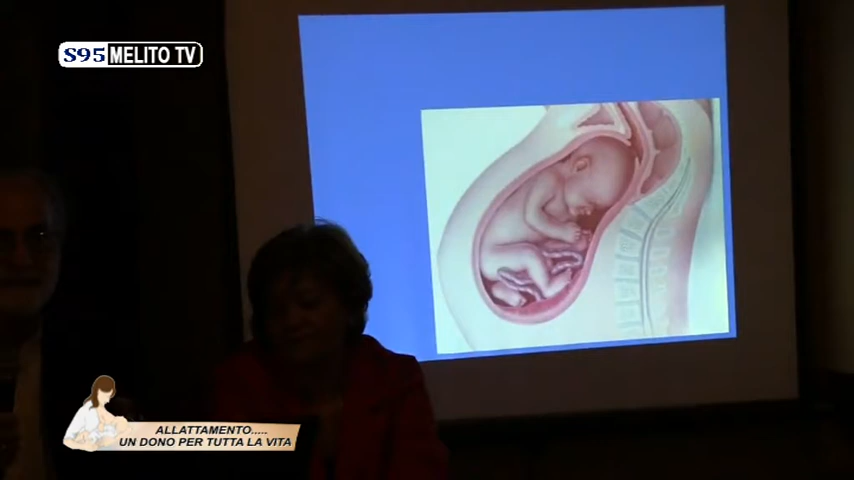 S95 MELITO TV
ALLATTAMENTO.....
UN DONO PER TUTTA LA VITA